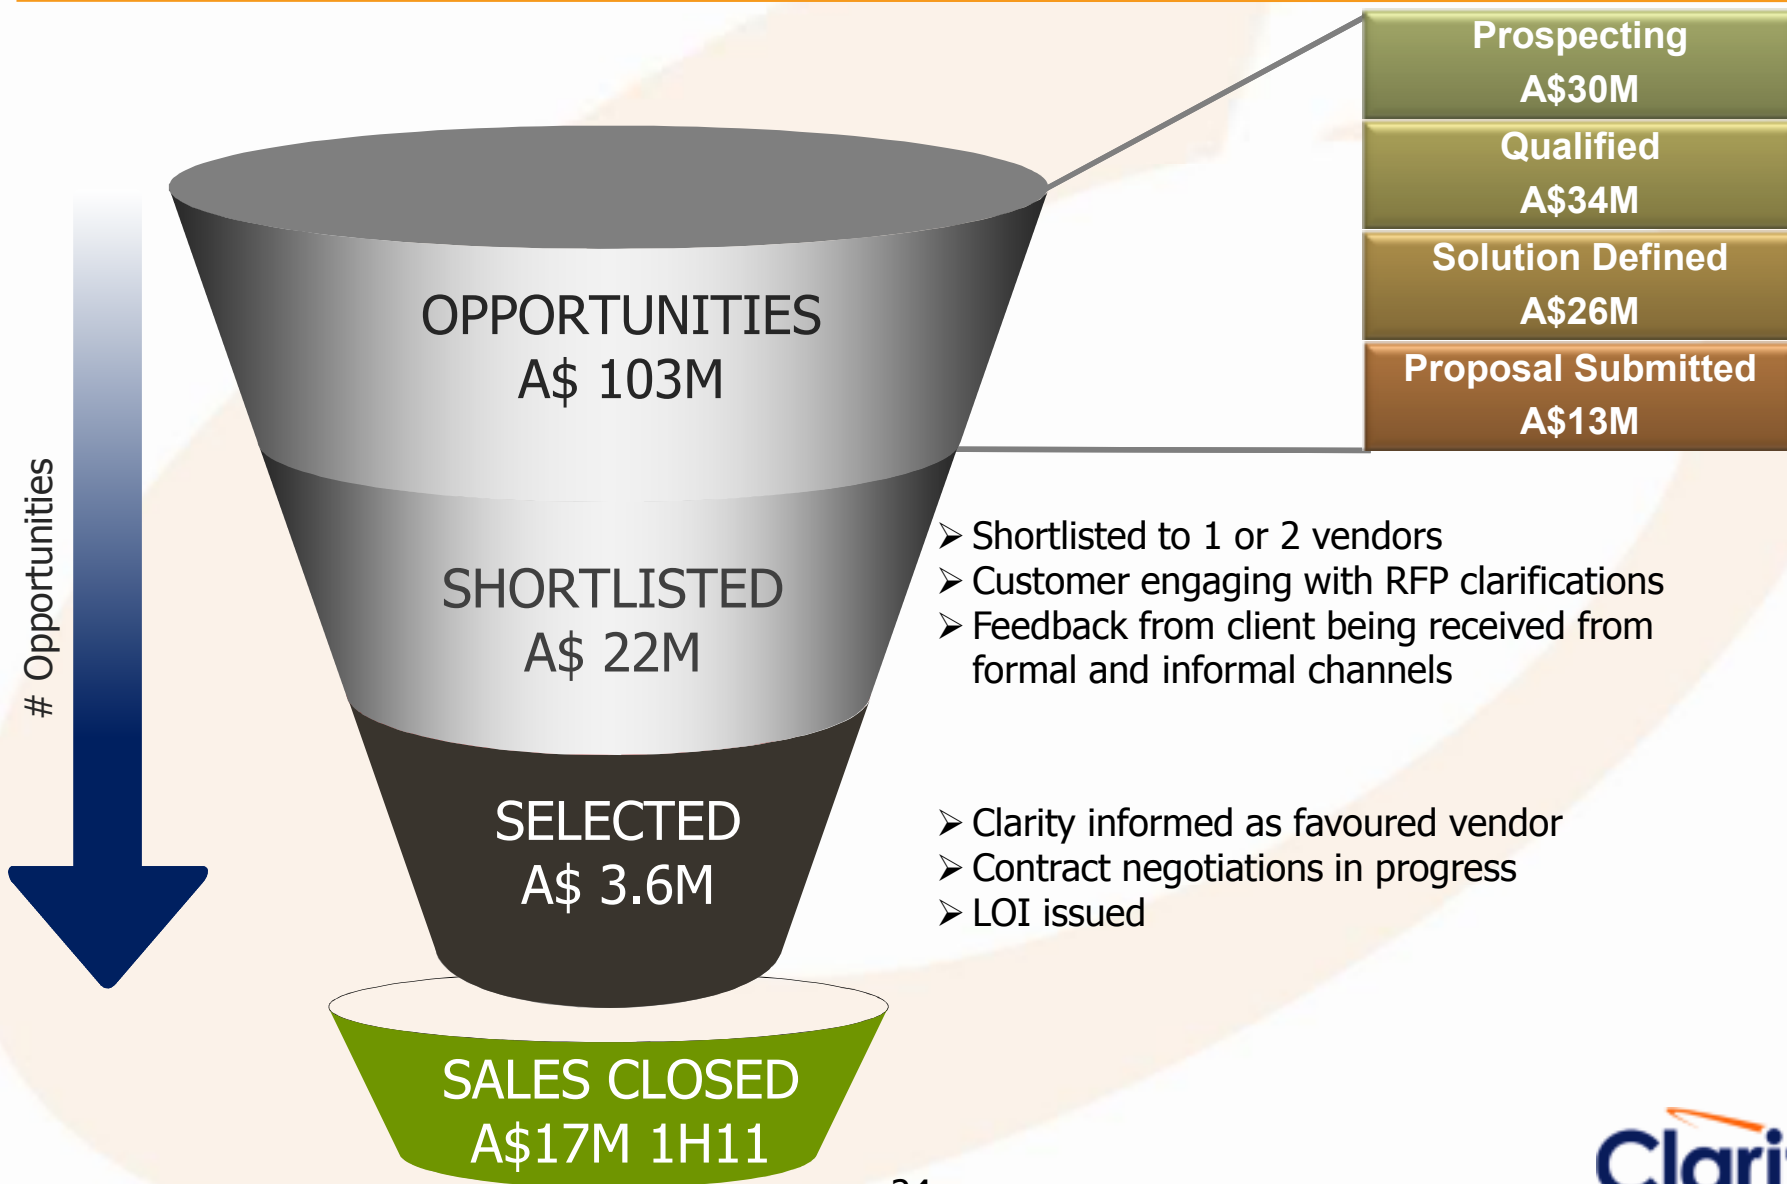 Prospecting
A$30M
Qualified
A$34M
Solution Defined
A$26M
Proposal Submitted
A$13M
OPPORTUNITIES
A$ 103M
# Opportunities
SHORTLISTED
A$ 22M
➢ Shortlisted to 1 or 2 vendors
➢ Customer engaging with RFP clarifications
➢ Feedback from client being received from
formal and informal channels
SELECTED
A$ 3.6M
➢ Clarity informed as favoured vendor
➢ Contract negotiations in progress
➢ LOI issued
SALES CLOSED
A$17M 1H11